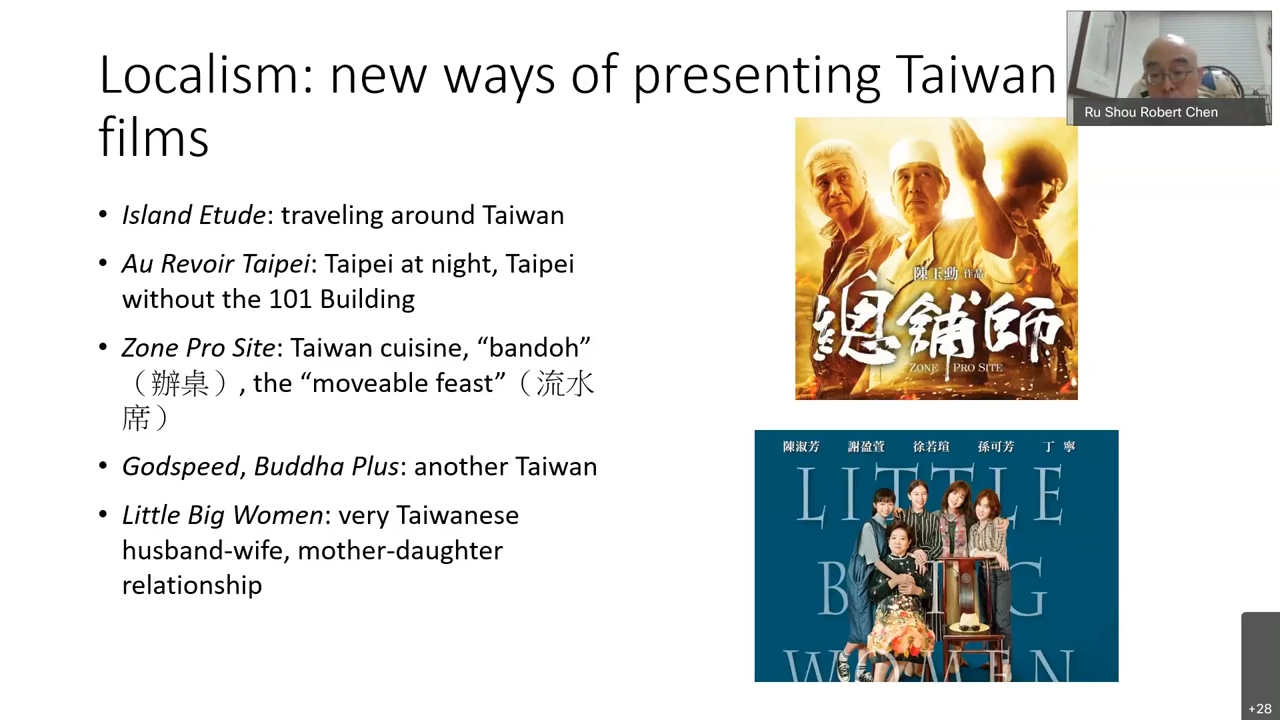 Localism: new ways of presenting Taiwan
films
• Island Etude: traveling around Taiwan
• Au Revoir Taipei: Taipei at night, Taipei
without the 101 Building
• Zone Pro Site: Taiwan cuisine, “bandoh”
（辦桌）, the “moveable feast”（流水
席）
• Godspeed, Buddha Plus: another Taiwan
• Little Big Women: very Taiwanese
husband-wife, mother-daughter
relationship
Ru Shou Robert Chen
陳玉勳 作品
總舖師
ZONE PRO SITE
陳淑芳 謝盈萱 徐若瑄 孫可芳 丁寧
LITTLE
BIG
WOMEN
+28